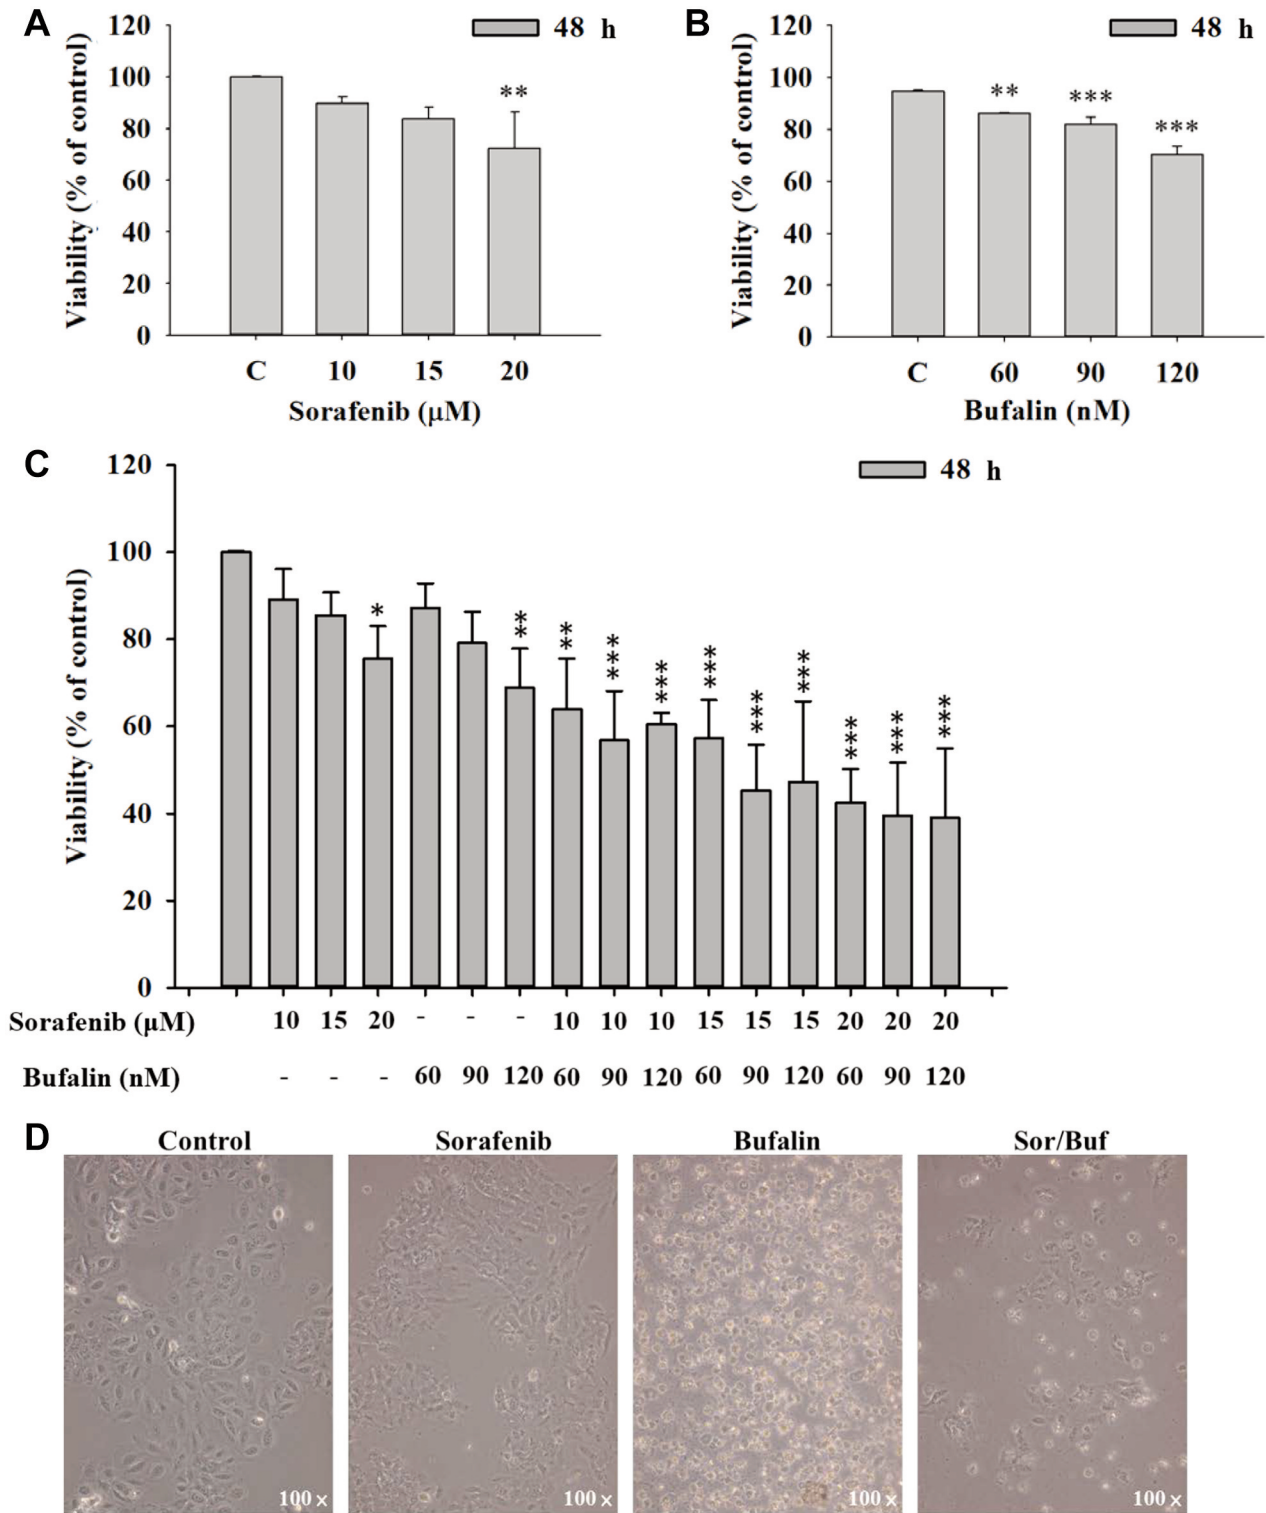 A
120
100
80
60
40
20
0
Viability (% of control)
48 h
**
C 10 15 20
Sorafenib (μM)
B
120
100
80
60
40
20
0
Viability (% of control)
48 h
** *** ***
C 60 90 120
Bufalin (nM)
C
120
100
80
60
40
20
0
Viability (% of control)
48 h
* ** ** *** *** *** *** *** *** *** ***
Sorafenib (μM) 10 15 20 - - - 10 10 10 15 15 15 20 20 20
Bufalin (nM) - - - 60 90 120 60 90 120 60 90 120 60 90 120
D
Control Sorafenib Bufalin Sor/Buf
100× 100× 100× 100×